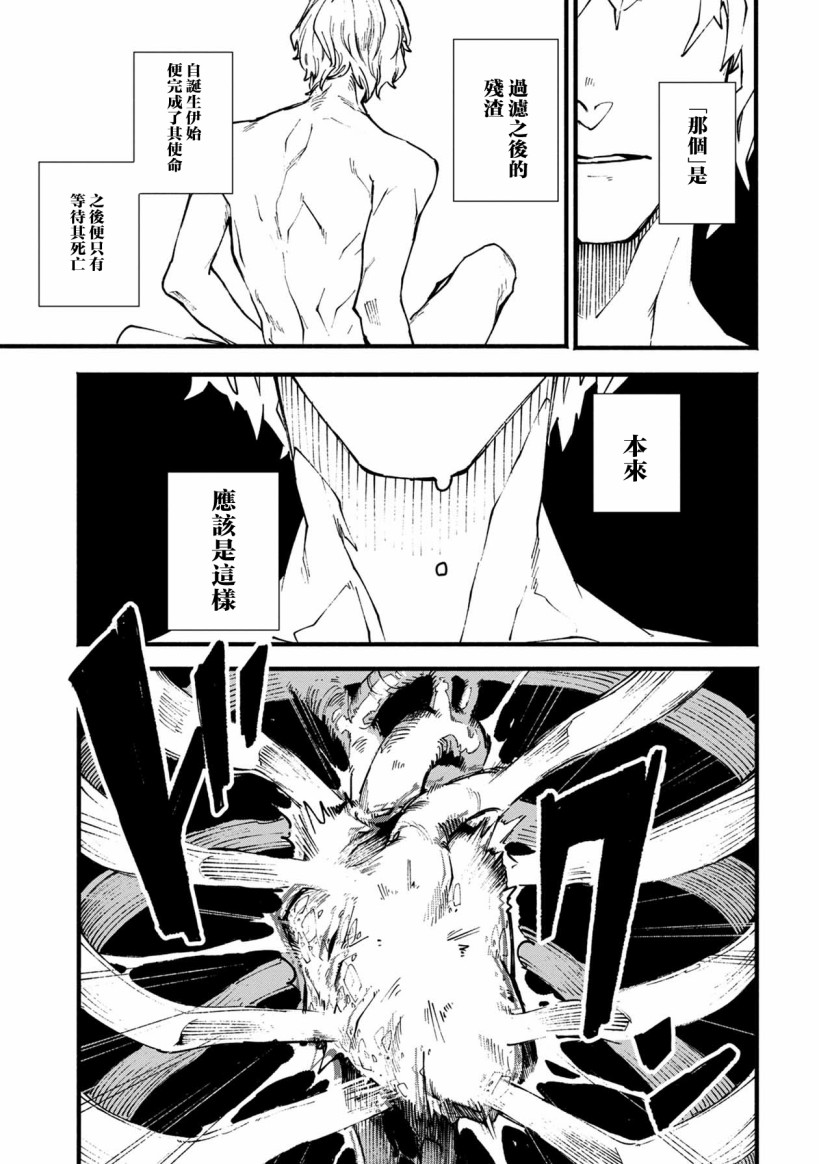 「那個」是
過濾之後的
殘渣
自誕生伊始
便完成了其使命
之後便只有
等待其死亡
本來
應該是這樣
ドクン